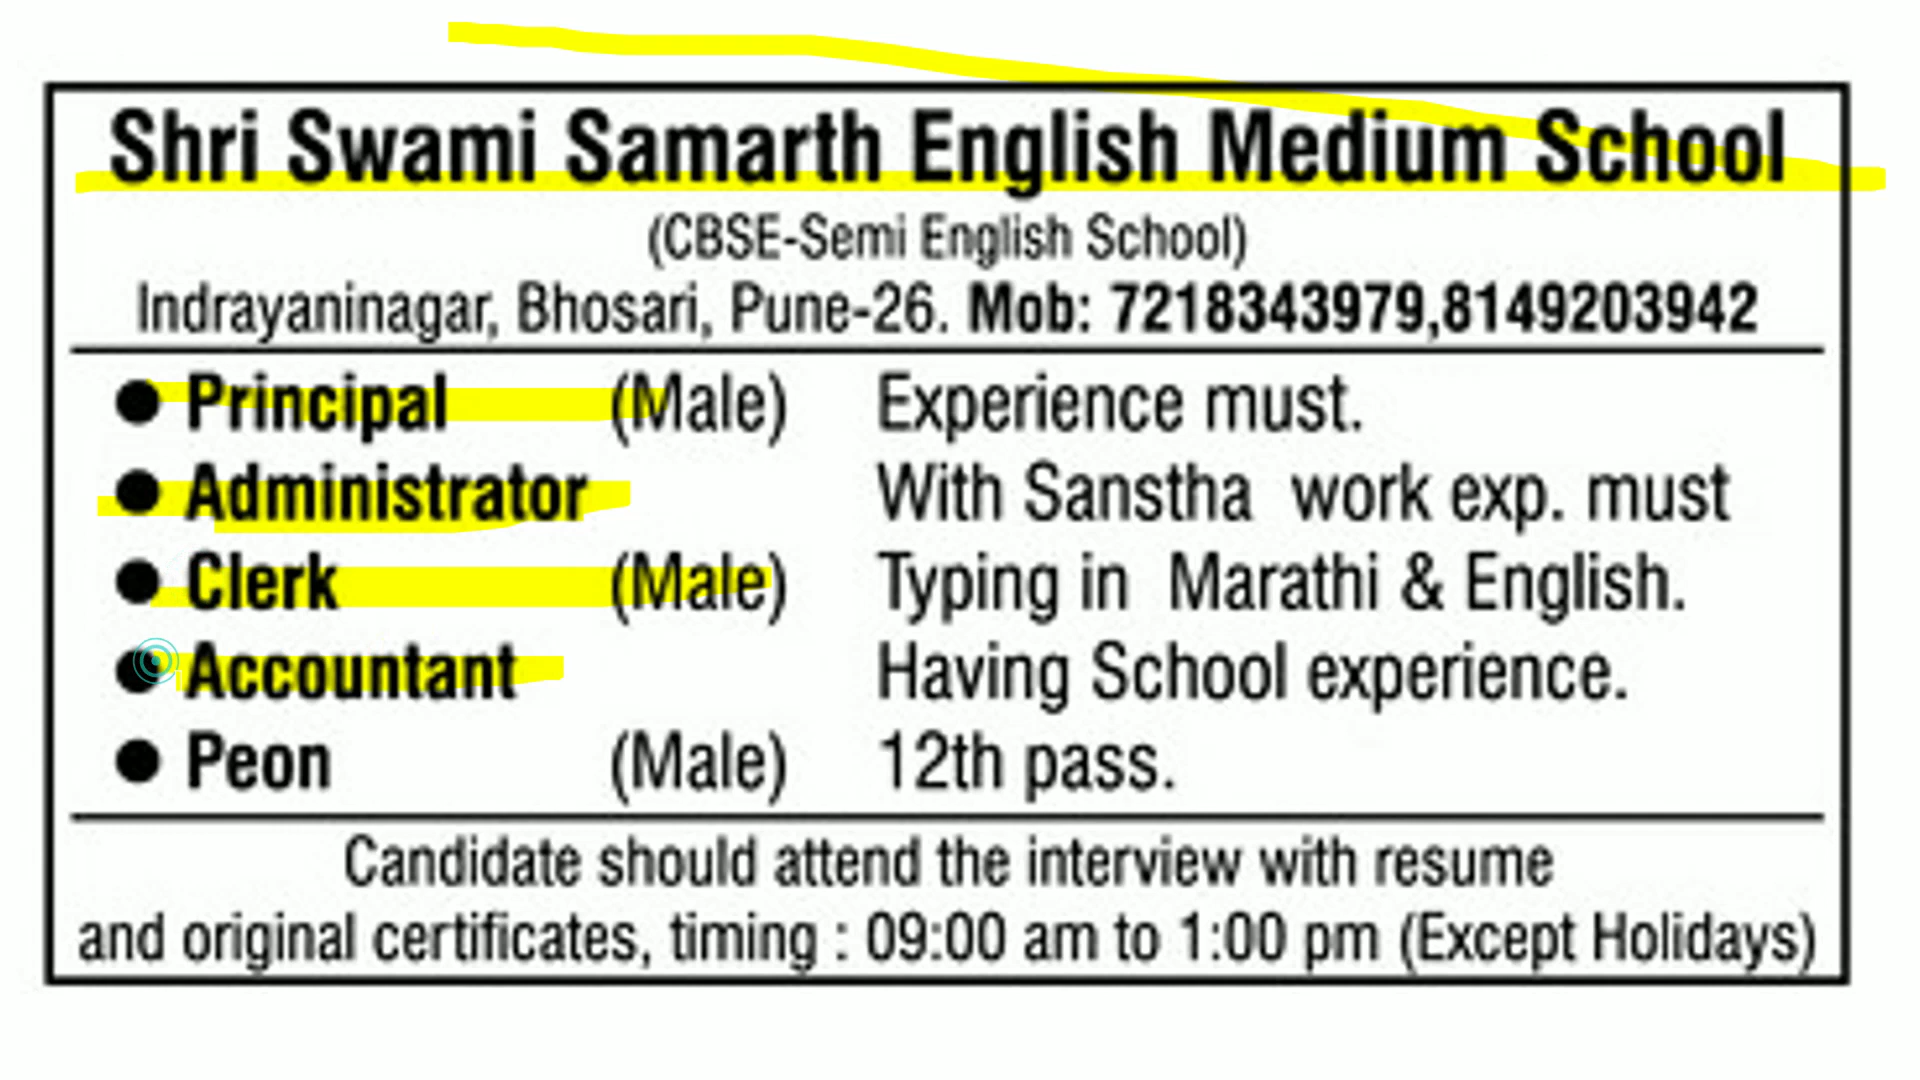 Shri Swami Samarth English Medium School
(CBSE-Semi English School)
Indrayaninagar, Bhosari, Pune-26. Mob: 7218343979,8149203942
● Principal (Male) Experience must.
● Administrator With Sanstha work exp. must
● Clerk (Male) Typing in Marathi & English.
● Accountant Having School experience.
● Peon (Male) 12th pass.
Candidate should attend the interview with resume
and original certificates, timing : 09:00 am to 1:00 pm (Except Holidays)